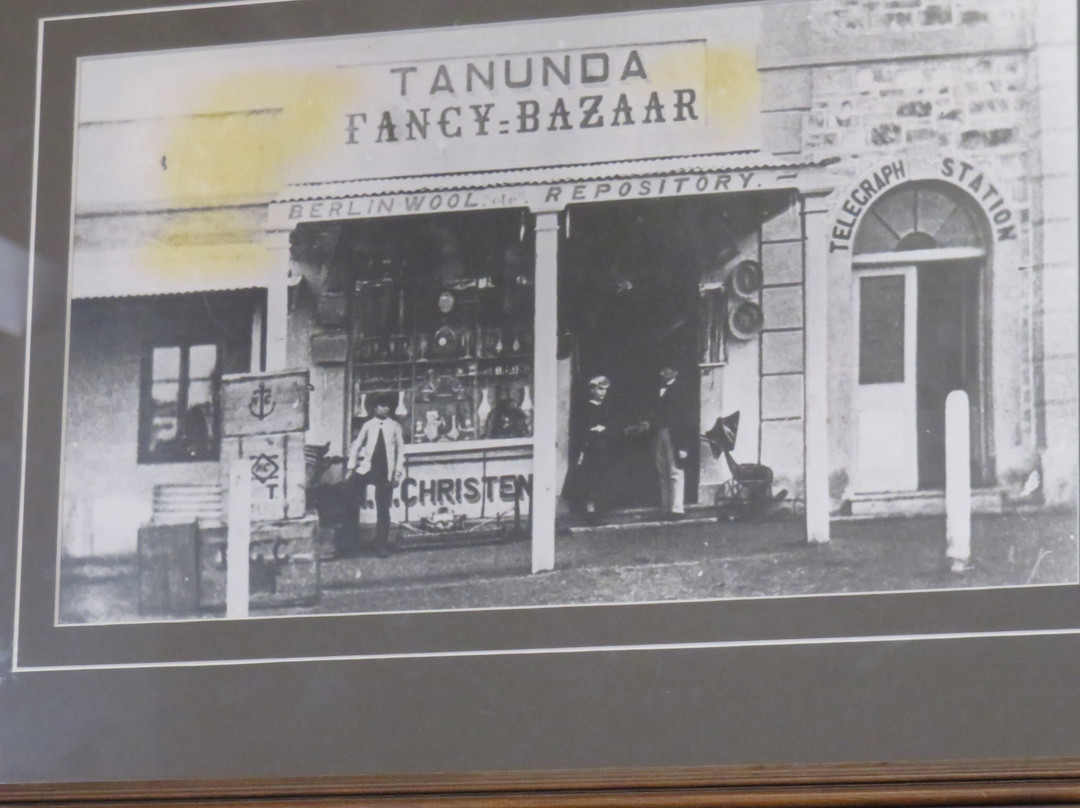 TANUNDA
FANCY=BAZAAR
BERLIN WOOL. etc. REPOSITORY.
TELEGRAPH STATION
T
CHRISTEN